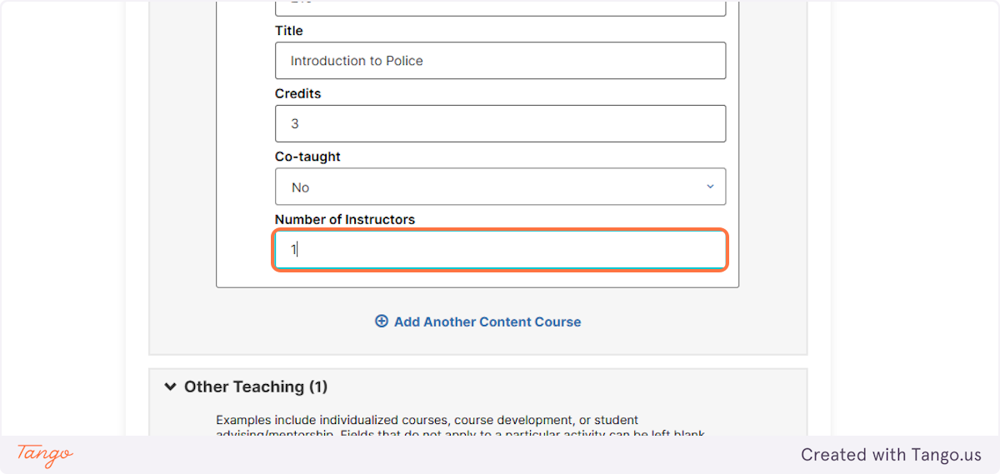 Title
Introduction to Police
Credits
3
Co-taught
No
Number of Instructors
1
Add Another Content Course
Other Teaching (1)
Examples include individualized courses, course development, or student
advising/mentorship. Fields that do not apply to a particular activity can be left blank.
Tango
Created with Tango.us